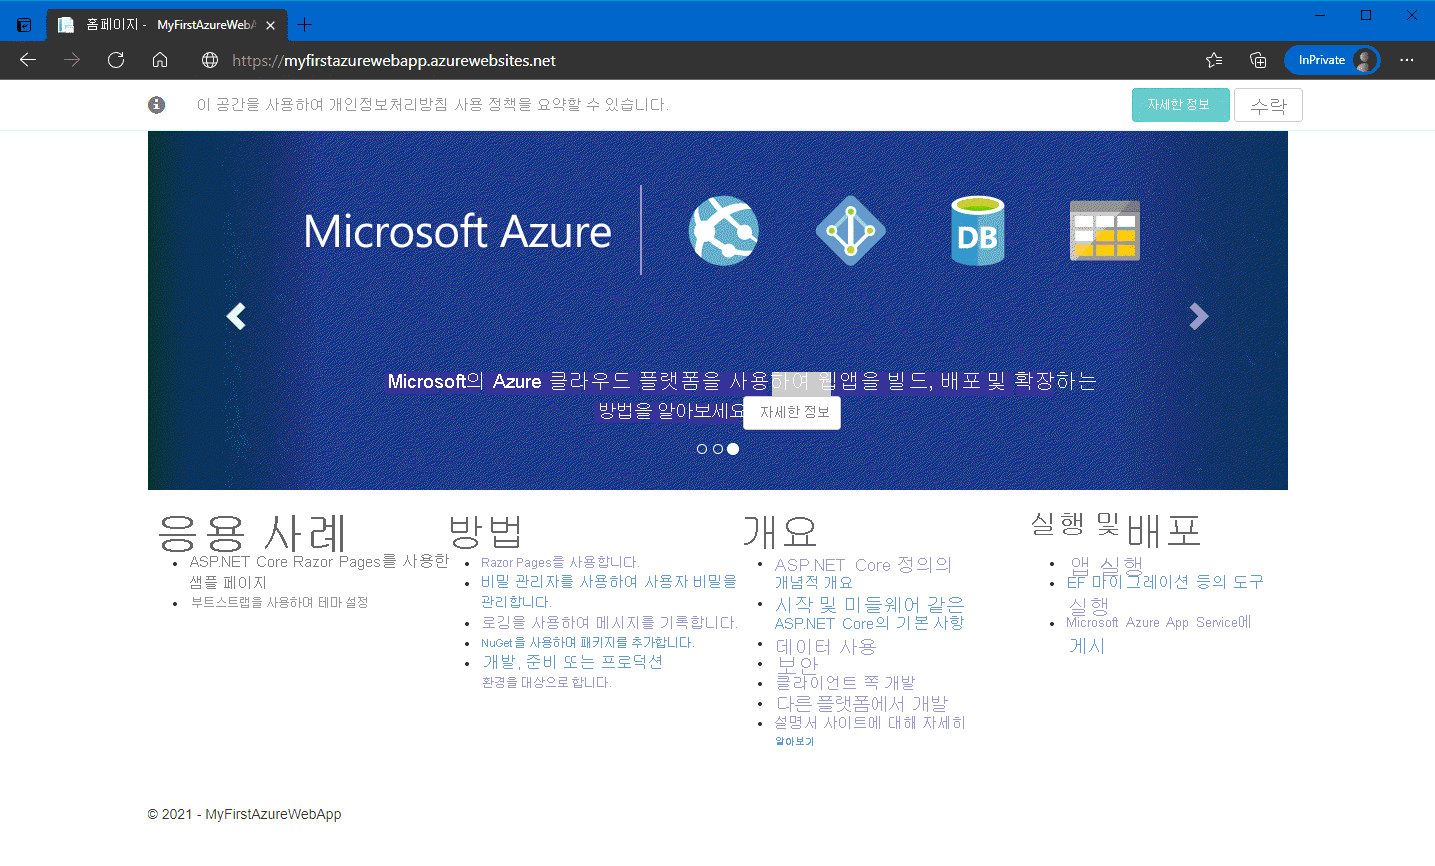 홈페이지 - MyFirstAzureWebA
https://myfirstazurewebapp.azurewebsites.net
InPrivate
이 공간을 사용하여 개인정보처리방침 사용 정책을 요약할 수 있습니다.
자세한 정보
수락
Microsoft Azure
DB
Microsoft의 Azure 클라우드 플랫폼을 사용하여 웹앱을 빌드, 배포 및 확장하는
방법을 알아보세요
자세한 정보
응용 사례
ASP.NET Core Razor Pages를 사용한
샘플 페이지
부트스트랩을 사용하여 테마 설정
방법
Razor Pages를 사용합니다.
비밀 관리자를 사용하여 사용자 비밀을
관리합니다.
로깅을 사용하여 메시지를 기록합니다.
NuGet을 사용하여 패키지를 추가합니다.
개발, 준비 또는 프로덕션
환경을 대상으로 합니다.
개요
ASP.NET Core 정의의
개념적 개요
시작 및 미들웨어 같은
ASP.NET Core의 기본 사항
데이터 사용
보안
클라이언트 쪽 개발
다른 플랫폼에서 개발
설명서 사이트에 대해 자세히
알아보기
실행 및 배포
앱 실행
EF 마이그레이션 등의 도구
실행
Microsoft Azure App Service에
게시
© 2021 - MyFirstAzureWebApp